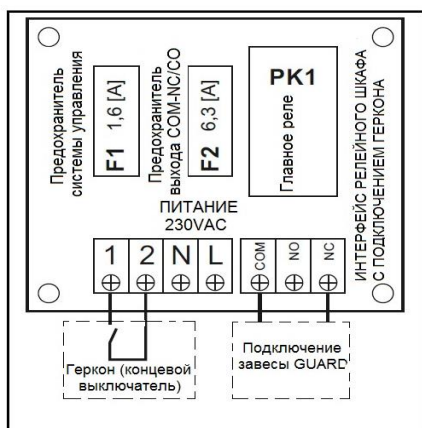 Предохранитель
системы управления
F1 1,6 [A]
Предохранитель
выхода COM-NC/CO
F2 6,3 [A]
PK1
Главное реле
ИНТЕРФЕЙС РЕЛЕЙНОГО ШКАФА
С ПОДКЛЮЧЕНИЕМ ГЕРКОНА
ПИТАНИЕ
230VAC
1 2 N L
COM NO NC
Геркон (концевой
выключатель)
Подключение
завесы GUARD